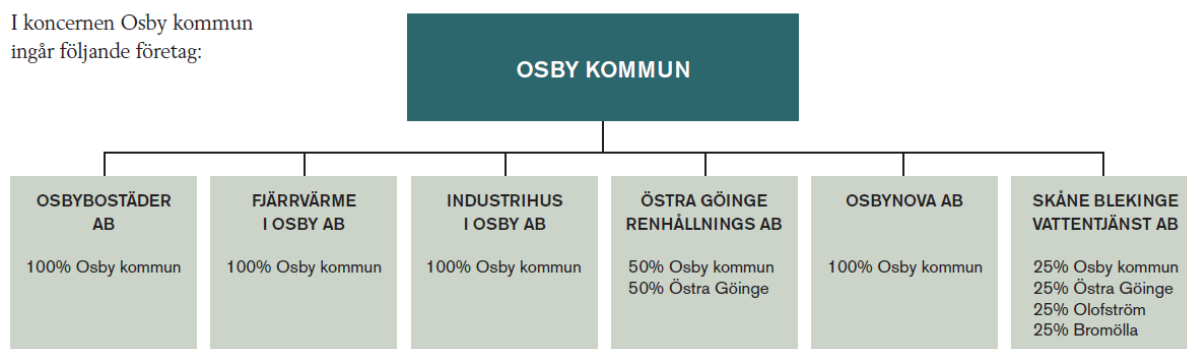 I koncernen Osby kommun
ingår följande företag:
OSBY KOMMUN
OSBYBOSTÄDER
AB
100% Osby kommun
FJÄRRVÄRME
I OSBY AB
100% Osby kommun
INDUSTRIHUS
I OSBY AB
100% Osby kommun
ÖSTRA GÖINGE
RENHÅLLNINGS AB
50% Osby kommun
50% Östra Göinge
OSBYNOVA AB
100% Osby kommun
SKÅNE BLEKINGE
VATTENTJÄNST AB
25% Osby kommun
25% Östra Göinge
25% Olofström
25% Bromölla